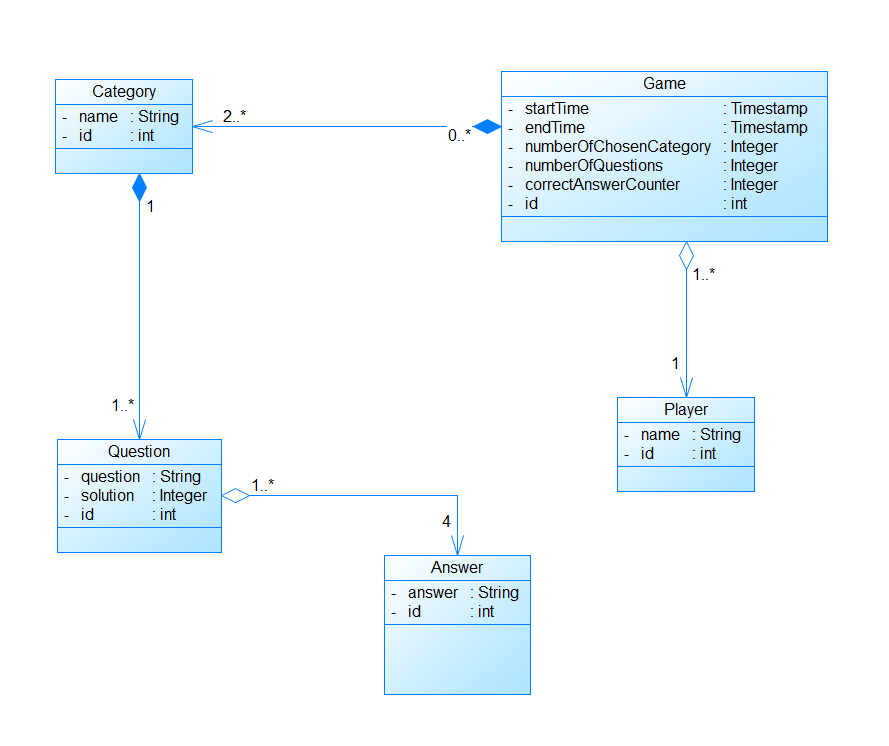 Category
- name : String
- id : int
2..*
0..*
Game
- startTime : Timestamp
- endTime : Timestamp
- numberOfChosenCategory : Integer
- numberOfQuestions : Integer
- correctAnswerCounter : Integer
- id : int
1
1..*
1..*
1
Player
- name : String
- id : int
Question
- question : String
- solution : Integer
- id : int
1..*
4
Answer
- answer : String
- id : int